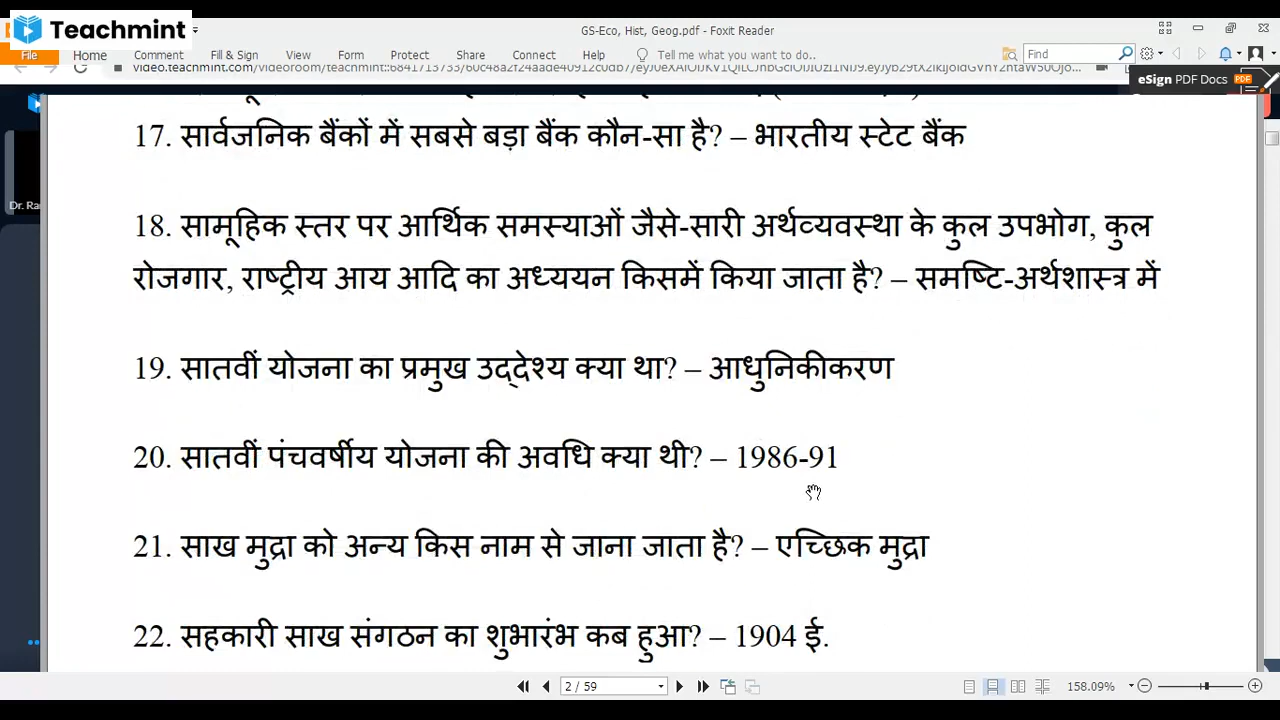 Teachmint
GS-Eco, Hist, Geog.pdf - Foxit Reader
File Home Comment Fill & Sign View Form Protect Share Connect Help Tell me what you want to do.. Find
eSign PDF Docs PDF
17. सार्वजनिक बैंकों में सबसे बड़ा बैंक कौन-सा है? – भारतीय स्टेट बैंक
18. सामूहिक स्तर पर आर्थिक समस्याओं जैसे-सारी अर्थव्यवस्था के कुल उपभोग, कुल
रोजगार, राष्ट्रीय आय आदि का अध्ययन किसमें किया जाता है? – समष्टि-अर्थशास्त्र में
Dr. Ra
19. सातवीं योजना का प्रमुख उद्देश्य क्या था? – आधुनिकीकरण
20. सातवीं पंचवर्षीय योजना की अवधि क्या थी? – 1986-91
21. साख मुद्रा को अन्य किस नाम से जाना जाता है? – एच्छिक मुद्रा
22. सहकारी साख संगठन का शुभारंभ कब हुआ? – 1904 ई.
2 / 59 158.09%